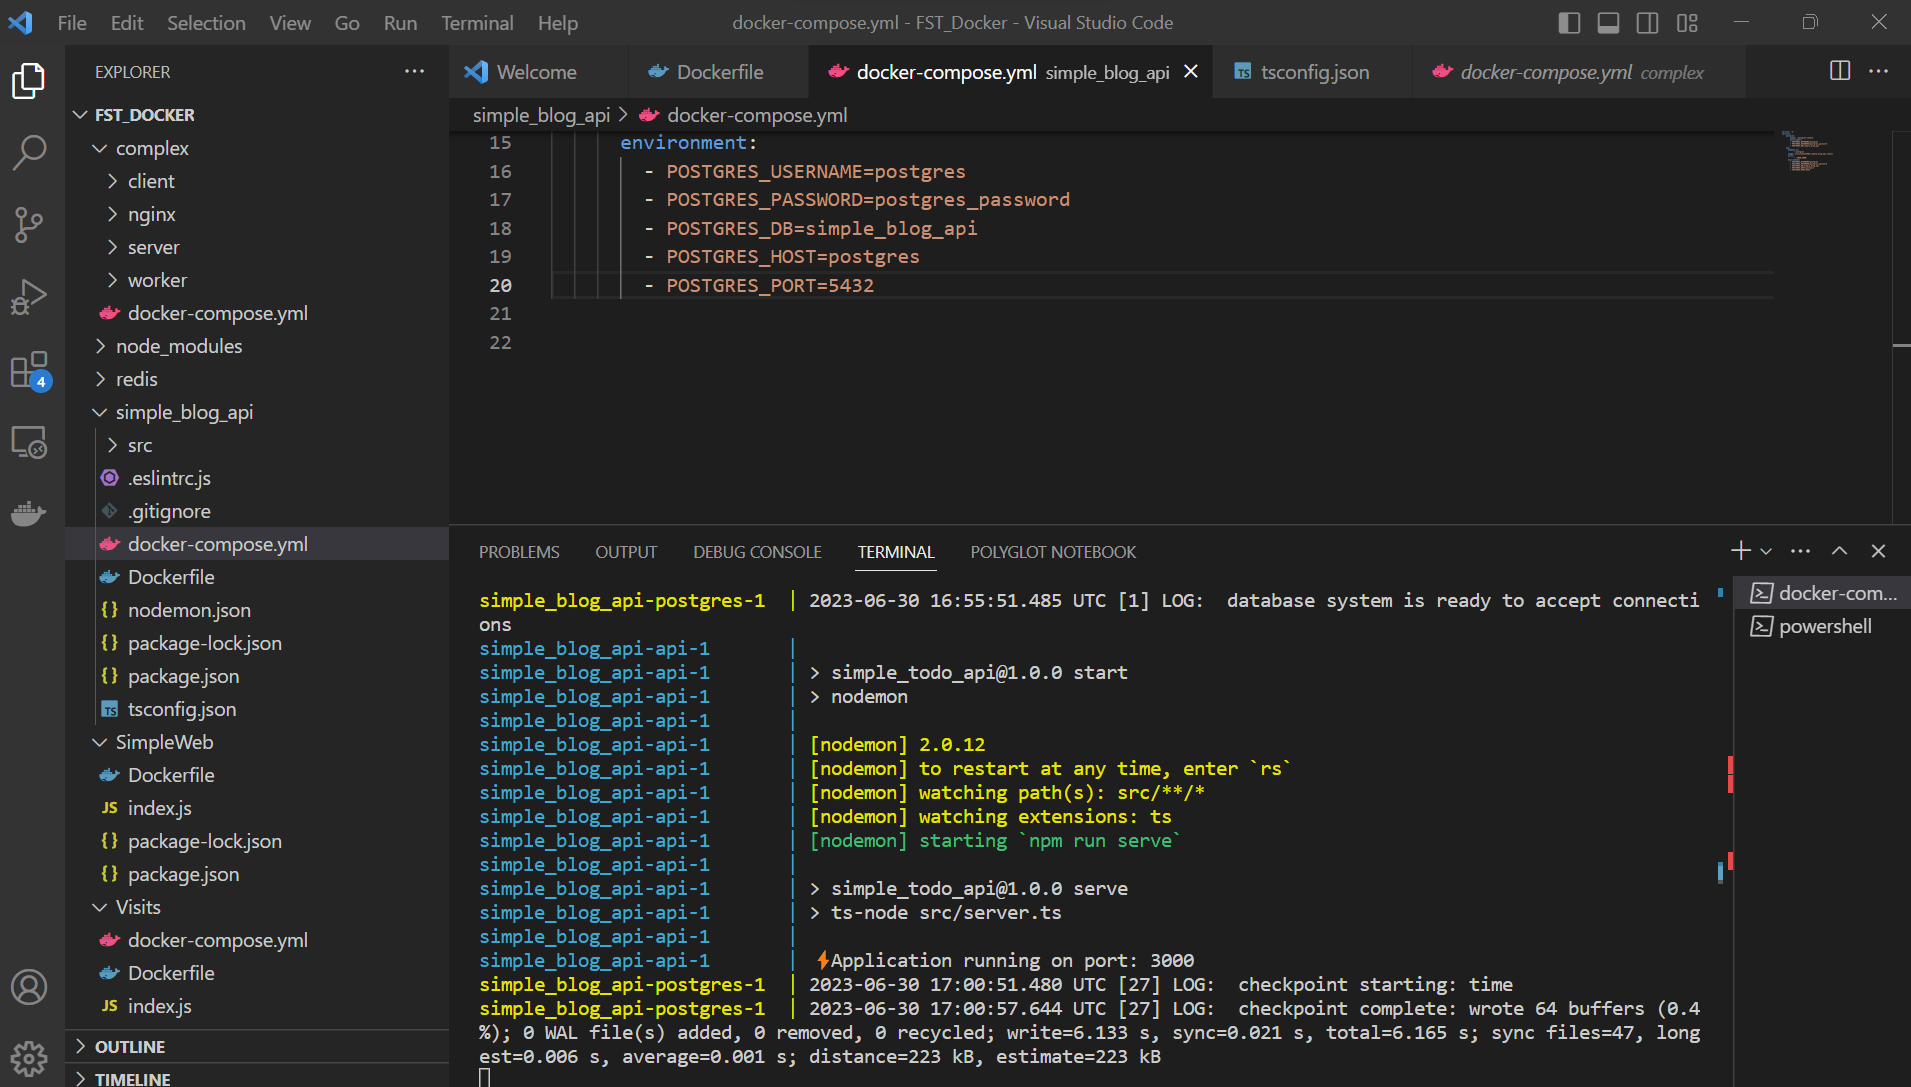 File Edit Selection View Go Run Terminal Help
docker-compose.yml - FST_Docker - Visual Studio Code
EXPLORER
FST_DOCKER
complex
client
nginx
server
worker
docker-compose.yml
node_modules
redis
simple_blog_api
src
.eslintrc.js
.gitignore
docker-compose.yml
Dockerfile
nodemon.json
package-lock.json
package.json
tsconfig.json
SimpleWeb
Dockerfile
index.js
package-lock.json
package.json
Visits
docker-compose.yml
Dockerfile
index.js
OUTLINE
TIMELINE
4
Welcome
Dockerfile
docker-compose.yml simple_blog_api
TS tsconfig.json
docker-compose.yml complex
simple_blog_api > docker-compose.yml
15 environment:
16 - POSTGRES_USERNAME=postgres
17 - POSTGRES_PASSWORD=postgres_password
18 - POSTGRES_DB=simple_blog_api
19 - POSTGRES_HOST=postgres
20 - POSTGRES_PORT=5432
21
22
PROBLEMS OUTPUT DEBUG CONSOLE TERMINAL POLYGLOT NOTEBOOK
simple_blog_api-postgres-1 | 2023-06-30 16:55:51.485 UTC [1] LOG: database system is ready to accept connecti
ons
simple_blog_api-api-1 |
simple_blog_api-api-1 | > simple_todo_api@1.0.0 start
simple_blog_api-api-1 | > nodemon
simple_blog_api-api-1 |
simple_blog_api-api-1 | [nodemon] 2.0.12
simple_blog_api-api-1 | [nodemon] to restart at any time, enter `rs`
simple_blog_api-api-1 | [nodemon] watching path(s): src/**/*
simple_blog_api-api-1 | [nodemon] watching extensions: ts
simple_blog_api-api-1 | [nodemon] starting `npm run serve`
simple_blog_api-api-1 |
simple_blog_api-api-1 | > simple_todo_api@1.0.0 serve
simple_blog_api-api-1 | > ts-node src/server.ts
simple_blog_api-api-1 |
simple_blog_api-api-1 | ⚡Application running on port: 3000
simple_blog_api-postgres-1 | 2023-06-30 17:00:51.480 UTC [27] LOG: checkpoint starting: time
simple_blog_api-postgres-1 | 2023-06-30 17:00:57.644 UTC [27] LOG: checkpoint complete: wrote 64 buffers (0.4
%); 0 WAL file(s) added, 0 removed, 0 recycled; write=6.133 s, sync=0.021 s, total=6.165 s; sync files=47, long
est=0.006 s, average=0.001 s; distance=223 kB, estimate=223 kB
docker-com...
powershell